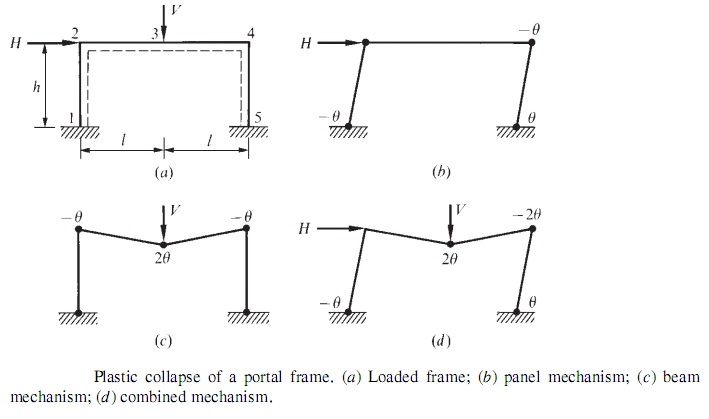 V
H 2 3 4
h
1 5
l l
(a)
−θ
H
−θ θ
(b)
−θ V −θ
2θ
(c)
H V −2θ
2θ
−θ θ
(d)
Plastic collapse of a portal frame. (a) Loaded frame; (b) panel mechanism; (c) beam
mechanism; (d) combined mechanism.